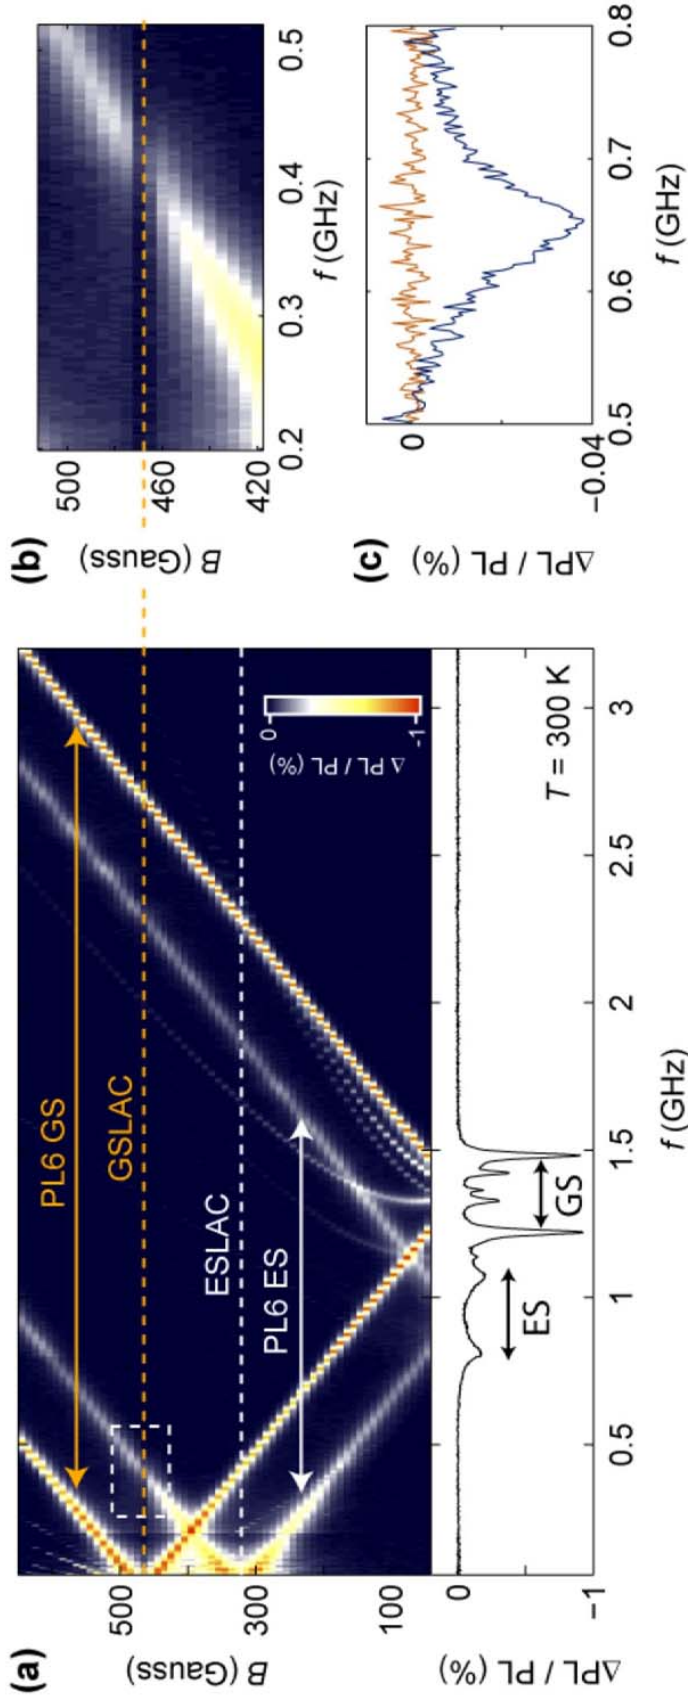 (a)
B (Gauss)
500
300
100
PL6 GS
GSLAC
ESLAC
PL6 ES
0
-1
Δ PL / PL (%)
ΔPL / PL (%)
0
−1
ES
GS
T = 300 K
0.5
1
1.5
2
2.5
3
f (GHz)
(b)
B (Gauss)
500
460
420
0.2
0.3
0.4
0.5
f (GHz)
(c)
ΔPL / PL (%)
0
−0.04
0.5
0.6
0.7
0.8
f (GHz)